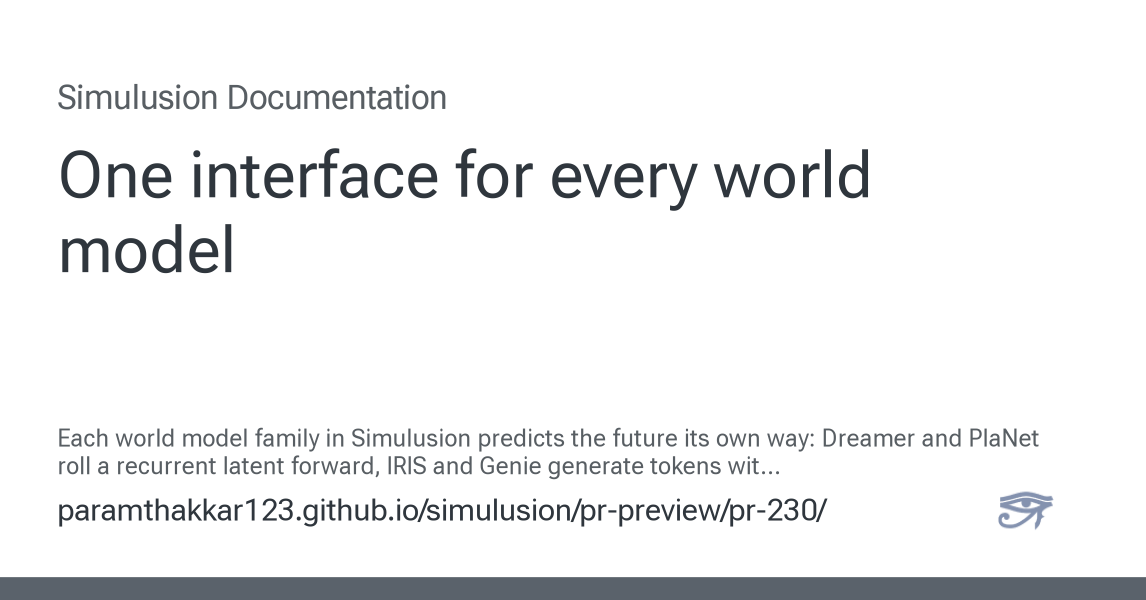 Simulusion Documentation
One interface for every world
model
Each world model family in Simulusion predicts the future its own way: Dreamer and PlaNet
roll a recurrent latent forward, IRIS and Genie generate tokens wit...
paramthakkar123.github.io/simulusion/pr-preview/pr-230/